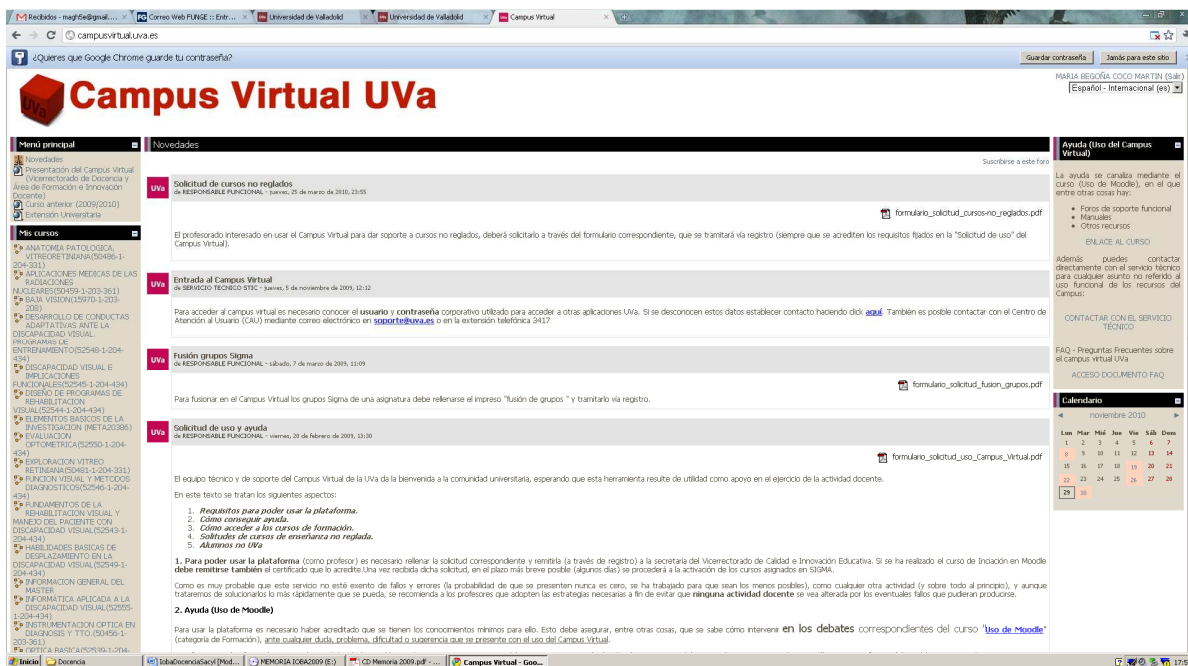 Recibidos - magh5e@gmail....
Correo Web FUNGE :: Entr...
Universidad de Valladolid
Universidad de Valladolid
Campus Virtual
campusvirtual.uva.es
¿Quieres que Google Chrome guarde tu contraseña?
Guardar contraseña
Jamás para este sitio
Campus Virtual UVa
MARIA BEGOÑA COCO MARTIN (Salir)
Español - Internacional (es)
Menú principal
Novedades
Presentación del Campus Virtual
(Vicerrectorado de Docencia y
Área de Formación e Innovación
Docente)
Curso anterior (2009/2010)
Extensión Universitaria
Mis cursos
ANATOMIA PATOLOGICA,
VITREORETINIANA(50486-1-
204-331)
APLICACIONES MEDICAS DE LAS
RADIACIONES
NUCLEARES(50459-1-203-361)
BAJA VISION(15970-1-203-
208)
DESARROLLO DE CONDUCTAS
ADAPTATIVAS ANTE LA
DISCAPACIDAD VISUAL.
PROGRAMAS DE
ENTRENAMIENTO(52548-1-204-
434)
DISCAPACIDAD VISUAL E
IMPLICACIONES
FUNCIONALES(52545-1-204-434)
DISEÑO DE PROGRAMAS DE
REHABILITACION
VISUAL(52544-1-204-434)
ELEMENTOS BASICOS DE LA
INVESTIGACION (META20386)
EVALUACION
OPTOMETRICA(52550-1-204-
434)
EXPLORACION VITREO
RETINIANA(50481-1-204-331)
FUNCION VISUAL Y METODOS
DIAGNOSTICOS(52546-1-204-
434)
FUNDAMENTOS DE LA
REHABILITACION VISUAL Y
MANEJO DEL PACIENTE CON
DISCAPACIDAD VISUAL(52543-1-
204-434)
HABILIDADES BASICAS DE
DESPLAZAMIENTO EN LA
DISCAPACIDAD VISUAL(52549-1-
204-434)
INFORMACION GENERAL DEL
MASTER
INFORMÁTICA APLICADA A LA
DISCAPACIDAD VISUAL(52555-
1-204-434)
INSTRUMENTACION OPTICA EN
DIAGNOSIS Y TTO.(50456-1-
203-361)
OPTICA BASICA(52539-1-204-
Novedades
Suscribirse a este foro
UVa
Solicitud de cursos no reglados
de RESPONSABLE FUNCIONAL - jueves, 25 de marzo de 2010, 23:55
formulario_solicitud_cursos-no_reglados.pdf
El profesorado interesado en usar el Campus Virtual para dar soporte a cursos no reglados, deberá solicitarlo a través del formulario correspondiente, que se tramitará vía registro (siempre que se acrediten los requisitos fijados en la "Solicitud de uso" del
Campus Virtual).
UVa
Entrada al Campus Virtual
de SERVICIO TECNICO STIC - jueves, 5 de noviembre de 2009, 12:12
Para acceder al campus virtual es necesario conocer el usuario y contraseña corporativo utilizado para acceder a otras aplicaciones UVa. Si se desconocen estos datos establecer contacto haciendo click aquí. También es posible contactar con el Centro de
Atención al Usuario (CAU) mediante correo electrónico en soporte@uva.es o en la extensión telefónica 3417
UVa
Fusión grupos Sigma
de RESPONSABLE FUNCIONAL - sábado, 7 de marzo de 2009, 11:09
formulario_solicitud_fusion_grupos.pdf
Para fusionar en el Campus Virtual los grupos Sigma de una asignatura debe rellenarse el impreso "fusión de grupos " y tramitarlo vía registro.
UVa
Solicitud de uso y ayuda
de RESPONSABLE FUNCIONAL - viernes, 20 de febrero de 2009, 13:30
formulario_solicitud_uso_Campus_Virtual.pdf
El equipo técnico y de soporte del Campus Virtual de la UVa da la bienvenida a la comunidad universitaria, esperando que esta herramienta resulte de utilidad como apoyo en el ejercicio de la actividad docente.
En este texto se tratan los siguientes aspectos:
1. Requisitos para poder usar la plataforma.
2. Cómo conseguir ayuda.
3. Cómo acceder a los cursos de formación.
4. Solitudes de cursos de enseñanza no reglada.
5. Alumnos no UVa
1. Para poder usar la plataforma (como profesor) es necesario rellenar la solicitud correspondiente y remitirla (a través de registro) a la secretaría del Vicerrectorado de Calidad e Innovación Educativa. Si se ha realizado el curso de Inciación en Moodle
debe remitirse también el certificado que lo acredite.Una vez recibida dicha solicitud, en el plazo más breve posible (algunos días) se procederá a la activación de los cursos asignados en SIGMA.
Como es muy probable que este servicio no esté exento de fallos y errores (la probabilidad de que se presenten nunca es cero, se ha trabajado para que sean los menos posibles), como cualquier otra actividad (y sobre todo al principio), y aunque
trataremos de solucionarlos lo más rápidamente que se pueda, se recomienda a los profesores que adopten las estrategias necesarias a fin de evitar que ninguna actividad docente se vea alterada por los eventuales fallos que pudieran producirse.
2. Ayuda (Uso de Moodle)
Para usar la plataforma es necesario haber acreditado que se tienen los conocimientos mínimos para ello. Esto debe asegurar, entre otras cosas, que se sabe cómo intervenir en los debates correspondientes del curso "Uso de Moodle"
(categoría de Formación), ante cualquier duda, problema, dificultad o sugerencia que se presente con el uso del Campus Virtual.
Ayuda (Uso del Campus
Virtual)
La ayuda se canaliza mediante el
curso (Uso de Moodle), en el que
entre otras cosas hay:
Foros de soporte funcional
Manuales
Otros recursos
ENLACE AL CURSO
Además puedes contactar
directamente con el servicio técnico
para cualquier asunto no referido al
uso funcional de los recursos del
Campus:
CONTACTAR CON EL SERVICIO
TÉCNICO
FAQ - Preguntas Frecuentes sobre
el campus virtual UVa
ACCESO DOCUMENTO FAQ
Calendario
noviembre 2010
Lun Mar Mié Jue Vie Sáb Dom
1 2 3 4 5 6 7
8 9 10 11 12 13 14
15 16 17 18 19 20 21
22 23 24 25 26 27 28
29 30
Inicio
Docencia
IobaDocenciaSacyl [Mod...
MEMORIA IOBA2009 (E:)
CD Memoria 2009.pdf - ...
Campus Virtual - Goo...